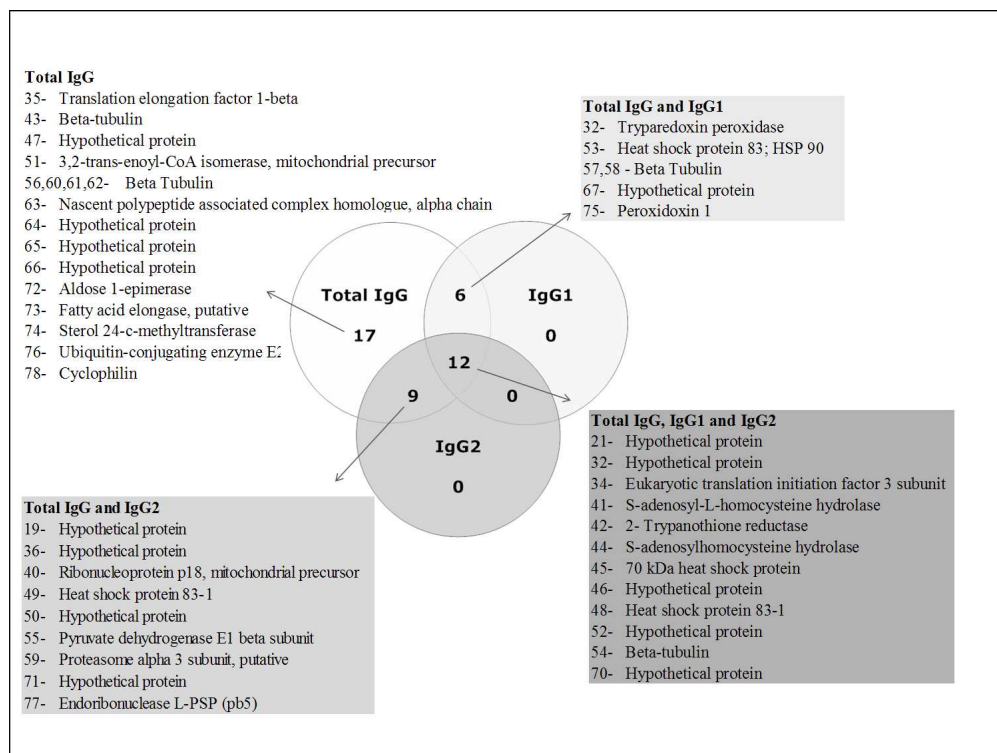 Total IgG
35- Translation elongation factor 1-beta
43- Beta-tubulin
47- Hypothetical protein
51- 3,2-trans-enoyl-CoA isomerase, mitochondrial precursor
56,60,61,62- Beta Tubulin
63- Nascent polypeptide associated complex homologue, alpha chain
64- Hypothetical protein
65- Hypothetical protein
66- Hypothetical protein
72- Aldose 1-epimerase
73- Fatty acid elongase, putative
74- Sterol 24-c-methyltransferase
76- Ubiquitin-conjugating enzyme E2
78- Cyclophilin
Total IgG and IgG1
32- Tryparedoxin peroxidase
53- Heat shock protein 83; HSP 90
57,58 - Beta Tubulin
67- Hypothetical protein
75- Peroxidoxin 1
Total IgG
17
6
IgG1
0
12
9
0
IgG2
0
Total IgG and IgG2
19- Hypothetical protein
36- Hypothetical protein
40- Ribonucleoprotein p18, mitochondrial precursor
49- Heat shock protein 83-1
50- Hypothetical protein
55- Pyruvate dehydrogenase E1 beta subunit
59- Proteasome alpha 3 subunit, putative
71- Hypothetical protein
77- Endoribonuclease L-PSP (pb5)
Total IgG, IgG1 and IgG2
21- Hypothetical protein
32- Hypothetical protein
34- Eukaryotic translation initiation factor 3 subunit
41- S-adenosyl-L-homocysteine hydrolase
42- 2- Trypanothione reductase
44- S-adenosylhomocysteine hydrolase
45- 70 kDa heat shock protein
46- Hypothetical protein
48- Heat shock protein 83-1
52- Hypothetical protein
54- Beta-tubulin
70- Hypothetical protein